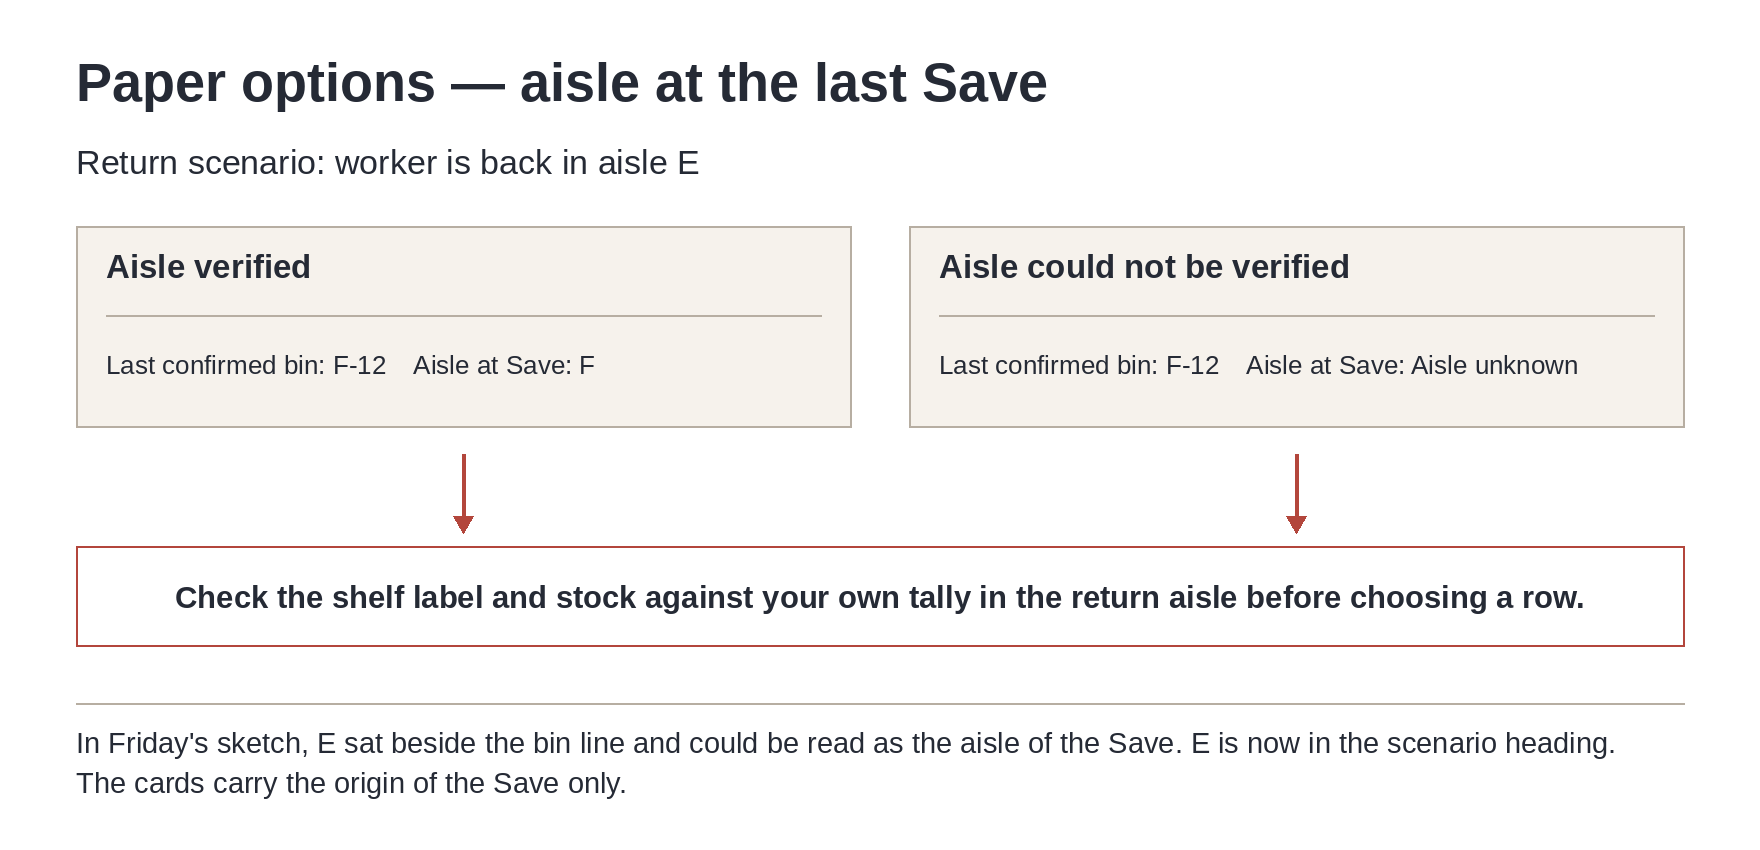 Paper options — aisle at the last Save
Return scenario: worker is back in aisle E
Aisle verified
Last confirmed bin: F-12    Aisle at Save: F
Aisle could not be verified
Last confirmed bin: F-12    Aisle at Save: Aisle unknown
Check the shelf label and stock against your own tally in the return aisle before choosing a row.
In Friday's sketch, E sat beside the bin line and could be read as the aisle of the Save. E is now in the scenario heading.
The cards carry the origin of the Save only.